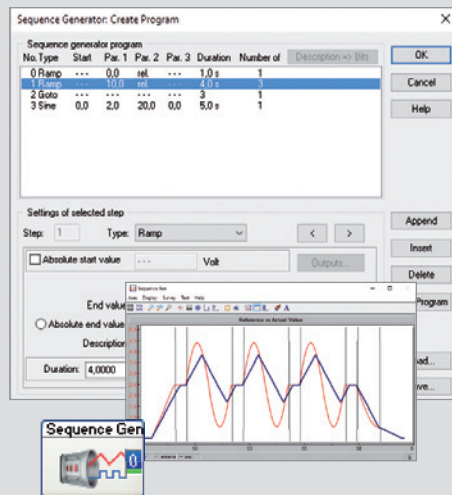 Sequence Generator: Create Program
Sequence generator program
No. Type Start Par. 1 Par. 2 Par. 3 Duration Number of Description => Bits
0 Ramp --- 0,0 rel. --- 1,0 s 1
1 Ramp --- 10,0 rel. --- 4,0 s 3
2 Goto --- --- --- --- 3 1
3 Sine 0,0 2,0 20,0 0,0 5,0 s 1
OK
Cancel
Help
Settings of selected step
Step: 1 Type: Ramp < >
Append
Insert
Delete
Program
Absolute start value --- Volt Outputs...
End value
Absolute end value
Description
Duration: 4,0000
Reference vs Actual Value
Sequence Gen
0